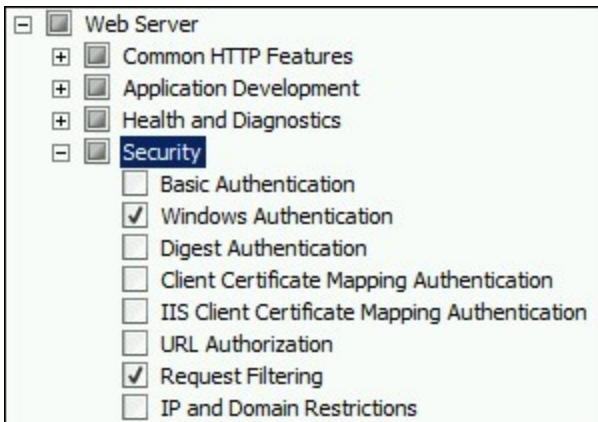 Web Server
Common HTTP Features
Application Development
Health and Diagnostics
Security
Basic Authentication
Windows Authentication
Digest Authentication
Client Certificate Mapping Authentication
IIS Client Certificate Mapping Authentication
URL Authorization
Request Filtering
IP and Domain Restrictions